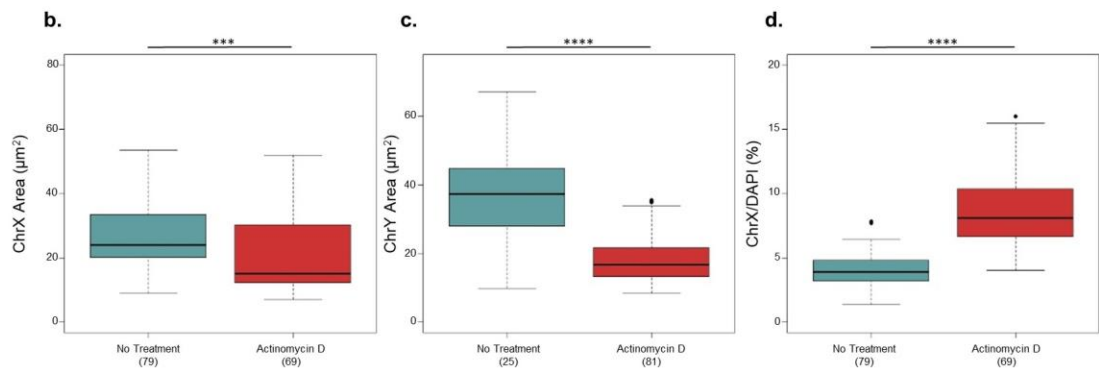 b.
***
ChrX Area (µm²)
80
60
40
20
0
No Treatment
(79)
Actinomycin D
(69)
c.
****
ChrY Area (µm²)
60
40
20
0
No Treatment
(25)
Actinomycin D
(81)
d.
****
ChrX/DAPI (%)
20
15
10
5
0
No Treatment
(79)
Actinomycin D
(69)